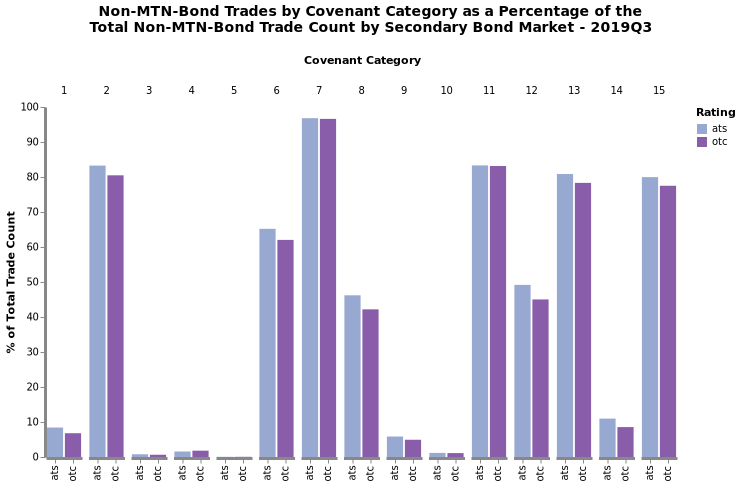 Non-MTN-Bond Trades by Covenant Category as a Percentage of the
Total Non-MTN-Bond Trade Count by Secondary Bond Market - 2019Q3
Covenant Category
1 2 3 4 5 6 7 8 9 10 11 12 13 14 15
% of Total Trade Count
100
90
80
70
60
50
40
30
20
10
0
ats otc ats otc ats otc ats otc ats otc ats otc ats otc ats otc ats otc ats otc ats otc ats otc ats otc ats otc ats otc
Rating
ats
otc